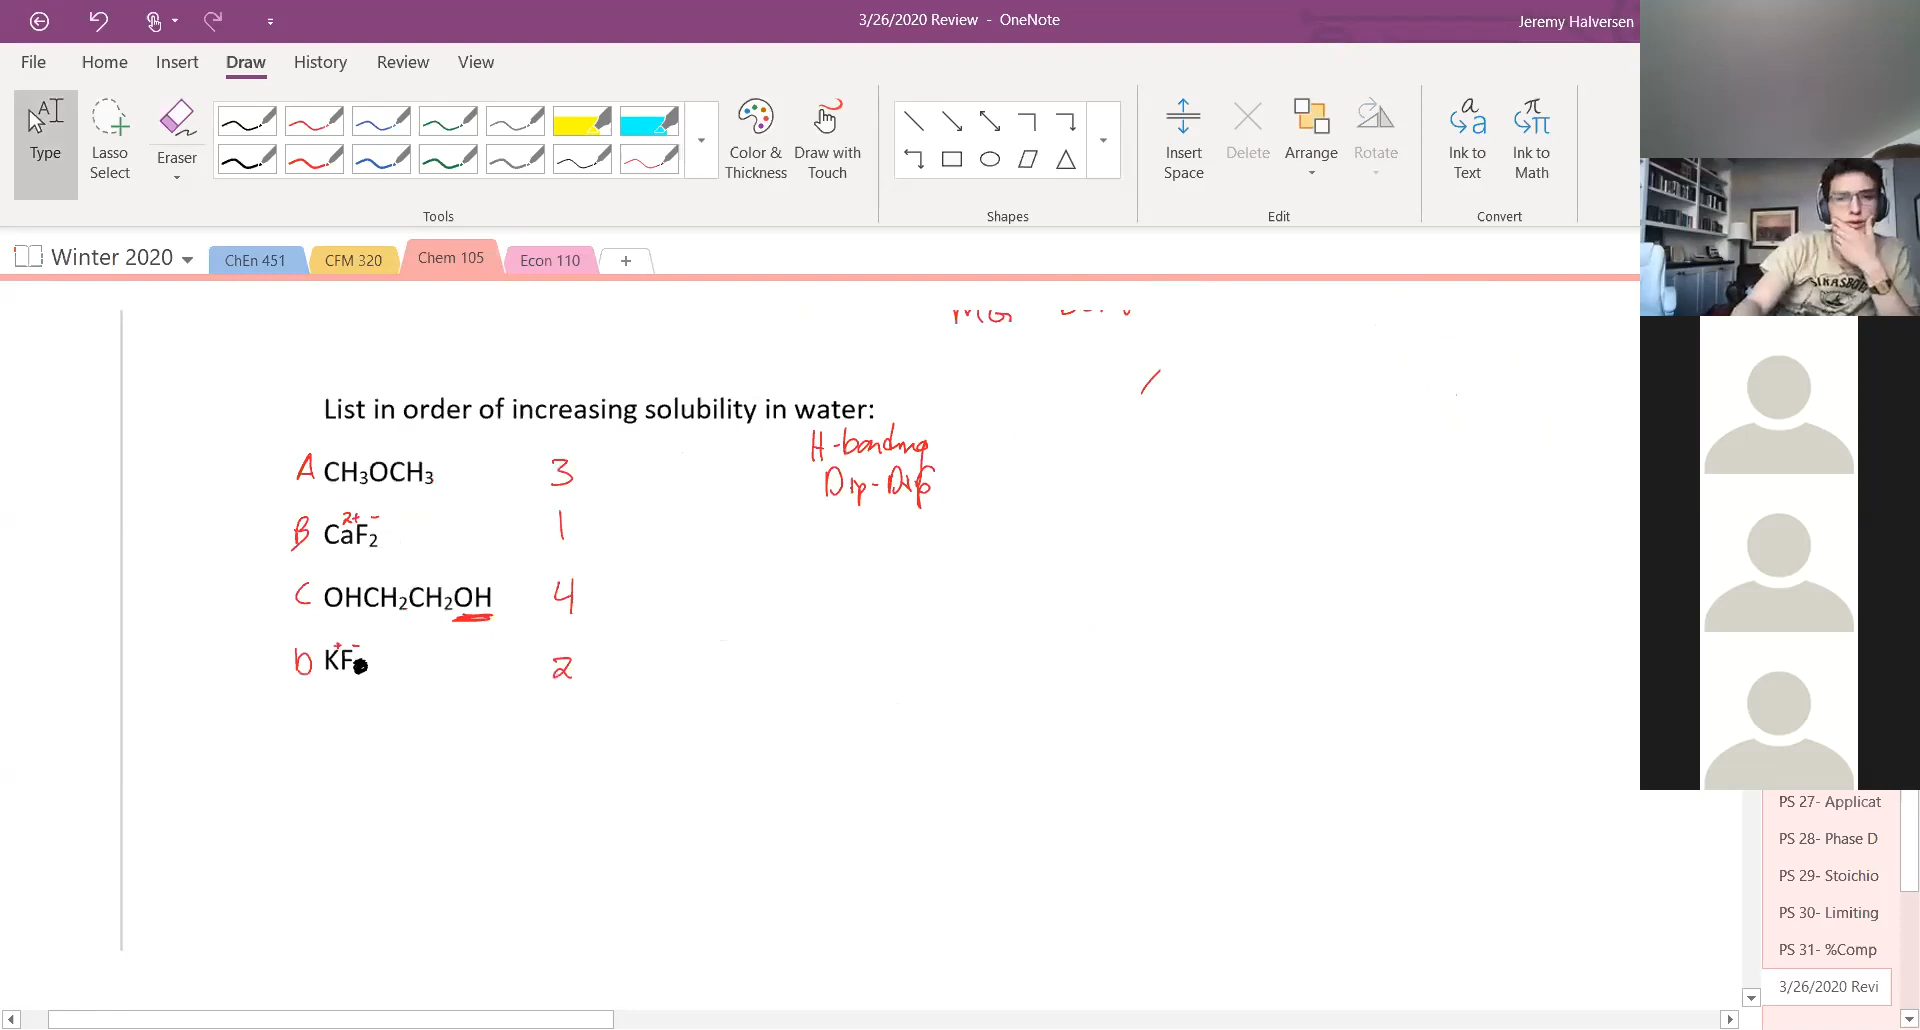 3/26/2020 Review - OneNote
Jeremy Halversen
File Home Insert Draw History Review View
Type
Lasso Select
Eraser
Color & Thickness
Draw with Touch
Insert Space
Delete
Arrange
Rotate
Ink to Text
Ink to Math
Tools
Shapes
Edit
Convert
Winter 2020
ChEn 451
CFM 320
Chem 105
Econ 110
+
List in order of increasing solubility in water:
H-bonding
Dip-Dip
A CH₃OCH₃ 3
2+ -
B CaF₂ 1
C OHCH₂CH₂OH 4
+ -
D KF 2
STRASBOURG
PS 27- Applicat
PS 28- Phase D
PS 29- Stoichio
PS 30- Limiting
PS 31- %Comp
3/26/2020 Revi